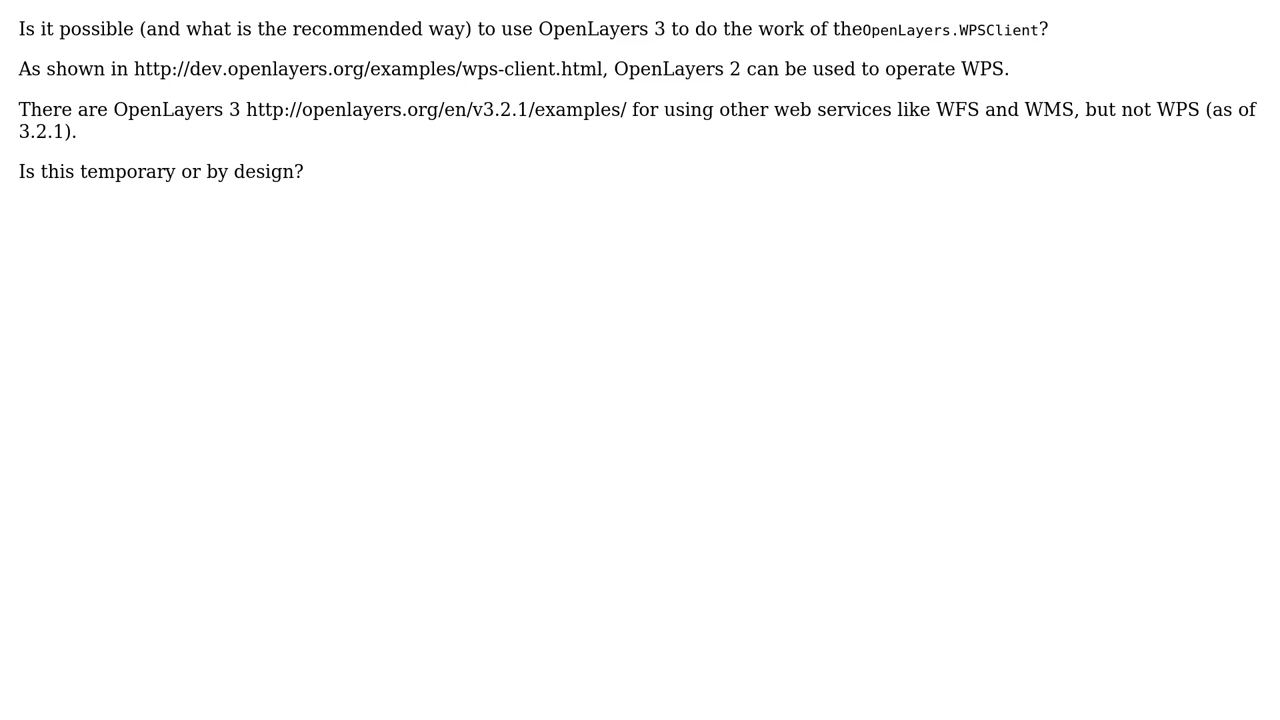 Is it possible (and what is the recommended way) to use OpenLayers 3 to do the work of theOpenLayers.WPSClient?
As shown in http://dev.openlayers.org/examples/wps-client.html, OpenLayers 2 can be used to operate WPS.
There are OpenLayers 3 http://openlayers.org/en/v3.2.1/examples/ for using other web services like WFS and WMS, but not WPS (as of
3.2.1).
Is this temporary or by design?